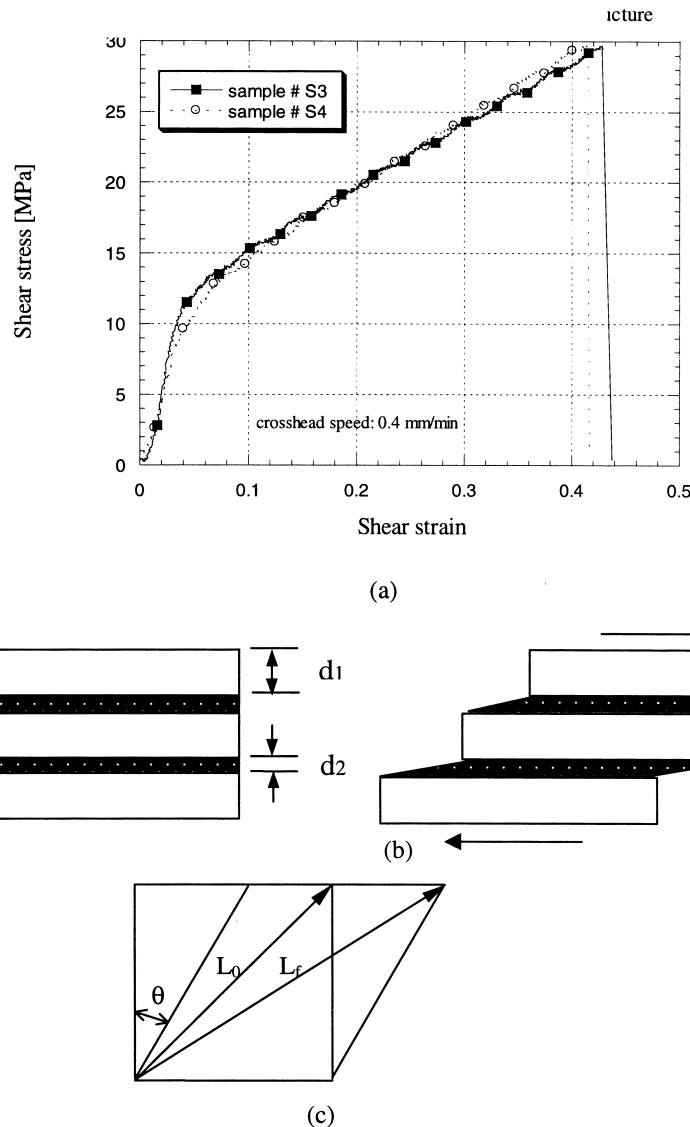 icture
30
25
20
15
10
5
0
Shear stress [MPa]
sample # S3
sample # S4
crosshead speed: 0.4 mm/min
0 0.1 0.2 0.3 0.4 0.5
Shear strain
(a)
d1
d2
(b)
θ L0 Lf
(c)